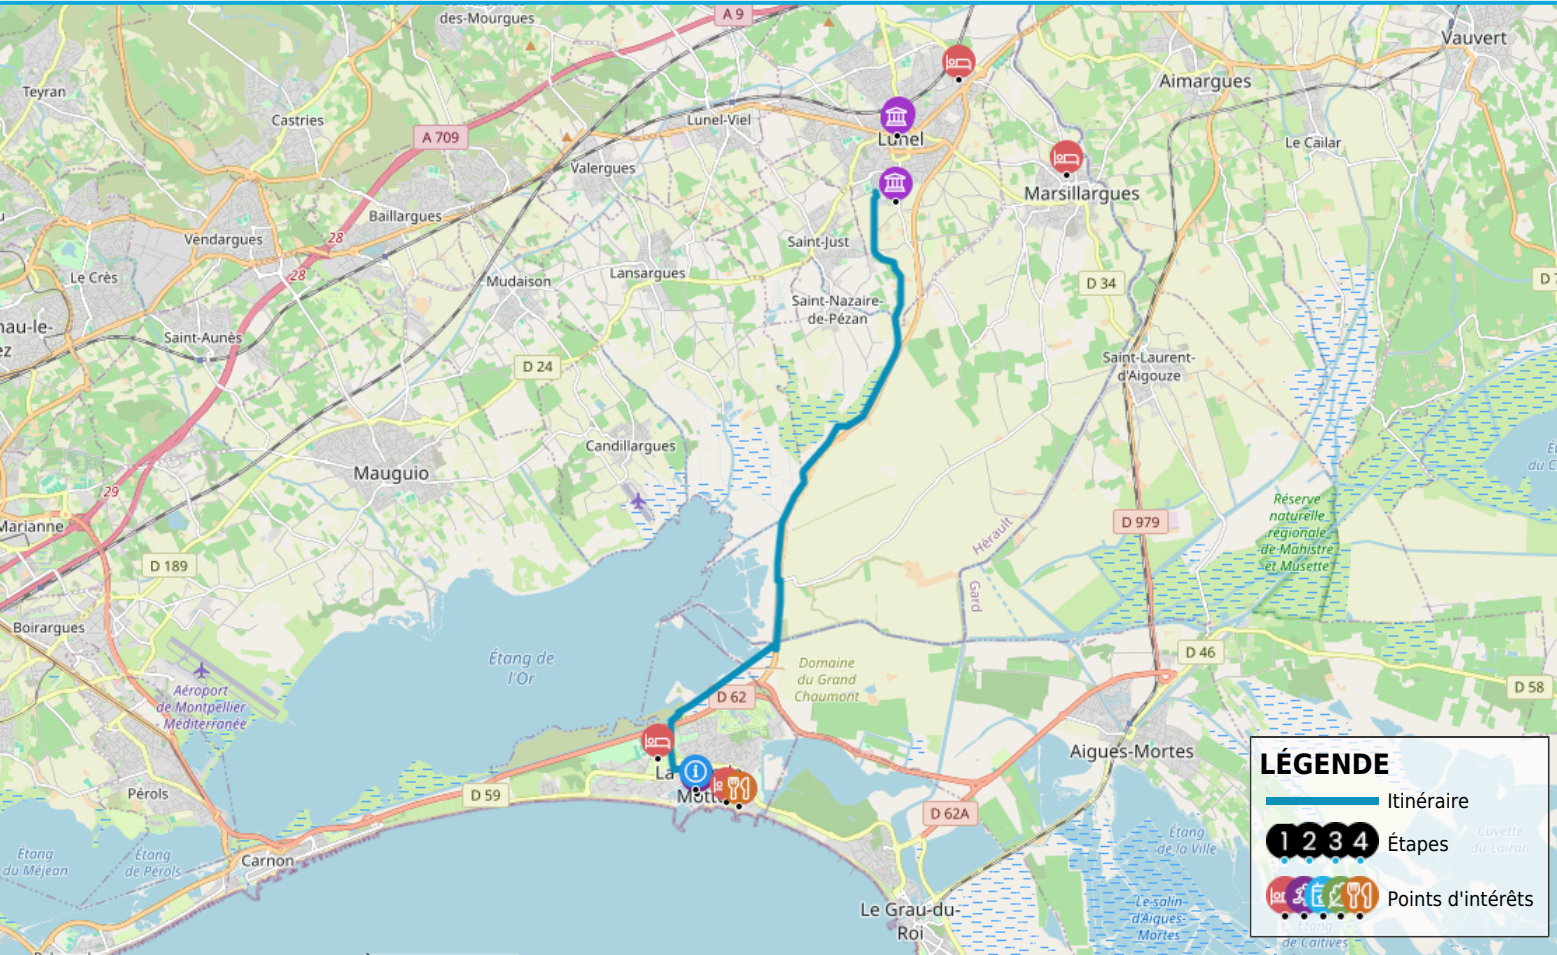 des-Mourgues
A 9
Vauvert
Teyran
Aimargues
Castries
Lunel-Viel
A 709
Lunel
Le Cailar
Valergues
Marsillargues
Baillargues
28
Vendargues
Saint-Just
Le Crès
28
Mudaison
Lansargues
D 34
Saint-Nazaire-
de-Pézan
Saint-Aunès
D 24
Saint-Laurent-
d'Aigouze
Candillargues
Mauguio
29
Réserve
naturelle
régionale
de Mahistre
et Musette
D 979
Hérault
D 189
Gard
Boirargues
D 46
Étang de
l'Or
Domaine
du Grand
Chaumont
D 58
Aéroport
de Montpellier
Méditerranée
D 62
Aigues-Mortes
La
Pérols
D 59
D 62A
Étang
de la Ville
Étang
du Méjean
Étang
de Pérols
Carnon
Le Grau-du-
Roi
Le salin
d'Aigues-
Mortes
LÉGENDE
Itinéraire
1 2 3 4
Étapes
Points d'intérêts